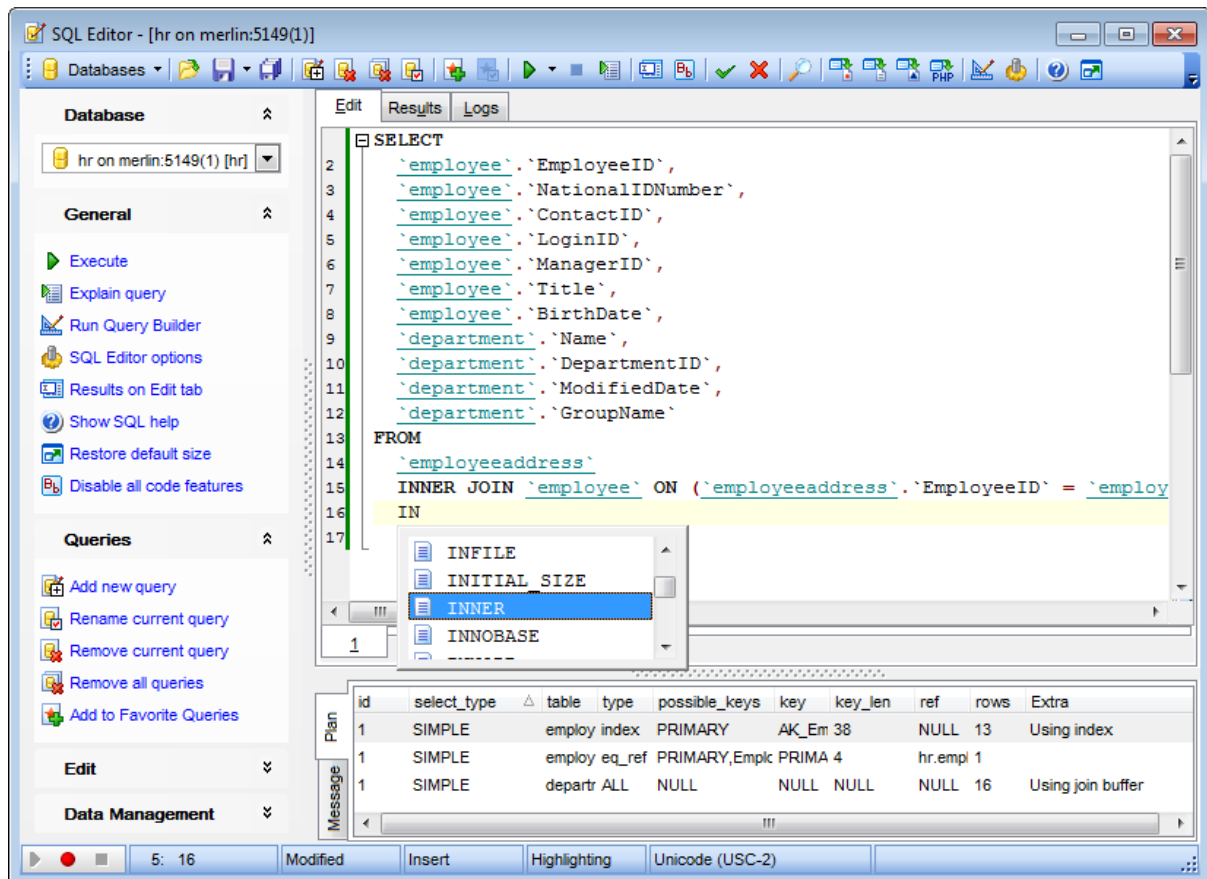 SQL Editor - [hr on merlin:5149(1)]
Databases
PHP
Database
hr on merlin:5149(1) [hr]
General
Execute
Explain query
Run Query Builder
SQL Editor options
Results on Edit tab
Show SQL help
Restore default size
Disable all code features
Queries
Add new query
Rename current query
Remove current query
Remove all queries
Add to Favorite Queries
Edit
Data Management
Edit Results Logs
SELECT
2 `employee`.`EmployeeID`,
3 `employee`.`NationalIDNumber`,
4 `employee`.`ContactID`,
5 `employee`.`LoginID`,
6 `employee`.`ManagerID`,
7 `employee`.`Title`,
8 `employee`.`BirthDate`,
9 `department`.`Name`,
10 `department`.`DepartmentID`,
11 `department`.`ModifiedDate`,
12 `department`.`GroupName`
13 FROM
14 `employeeaddress`
15 INNER JOIN `employee` ON (`employeeaddress`.`EmployeeID` = `employ
16 IN
17
INFILE
INITIAL_SIZE
INNER
INNOBASE
1
Plan
Message
id select_type table type possible_keys key key_len ref rows Extra
1 SIMPLE employ index PRIMARY AK_Em 38 NULL 13 Using index
1 SIMPLE employ eq_ref PRIMARY,Emplc PRIMA 4 hr.empl 1
1 SIMPLE departr ALL NULL NULL NULL NULL 16 Using join buffer
5: 16 Modified Insert Highlighting Unicode (USC-2)